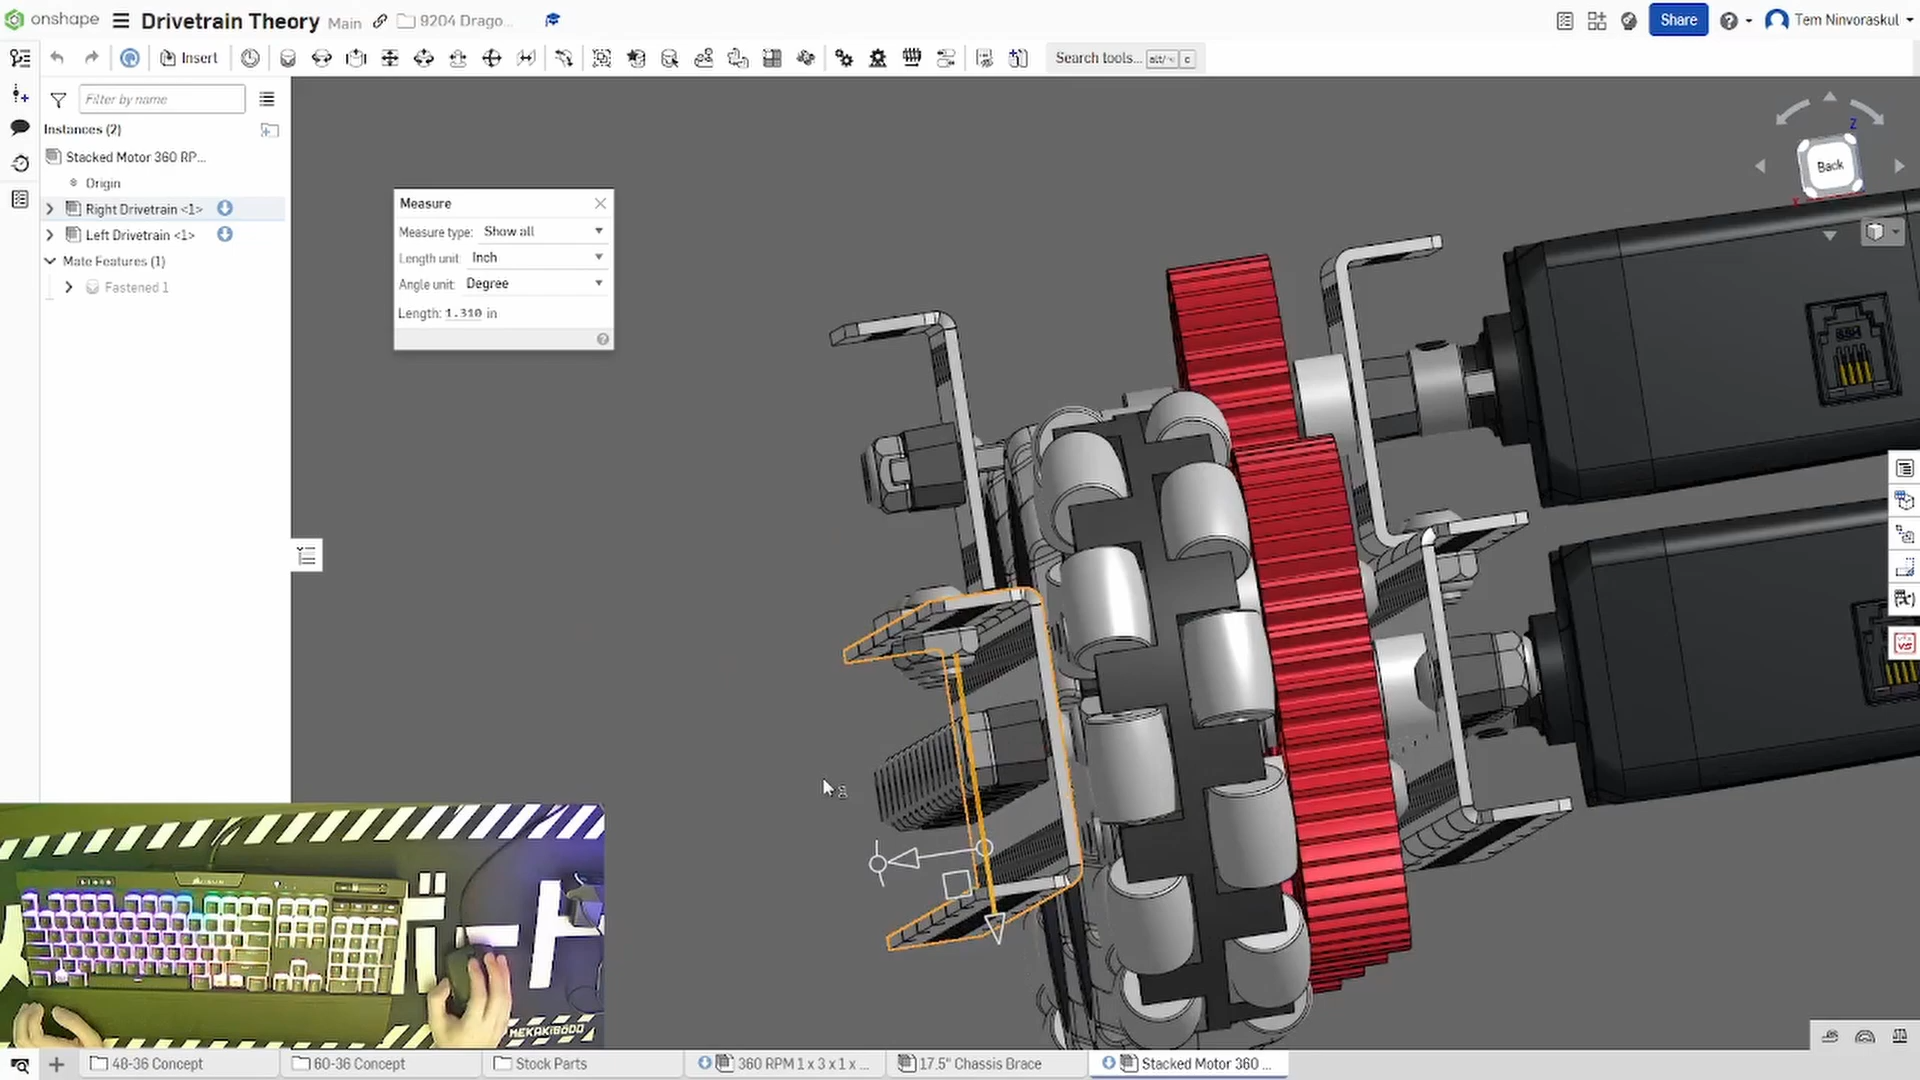 onshape
Drivetrain Theory
Main
9204 Drago...
Share
Tem Ninvoraskul
Insert
Search tools...
alt/⌥ c
Filter by name
Instances (2)
Stacked Motor 360 RP...
Origin
Right Drivetrain <1>
Left Drivetrain <1>
Mate Features (1)
Fastened 1
Measure
Measure type: Show all
Length unit: Inch
Angle unit: Degree
Length: 1.310 in
Z
Back
X
48-36 Concept
60-36 Concept
Stock Parts
360 RPM 1 x 3 x 1 x ...
17.5" Chassis Brace
Stacked Motor 360 ...